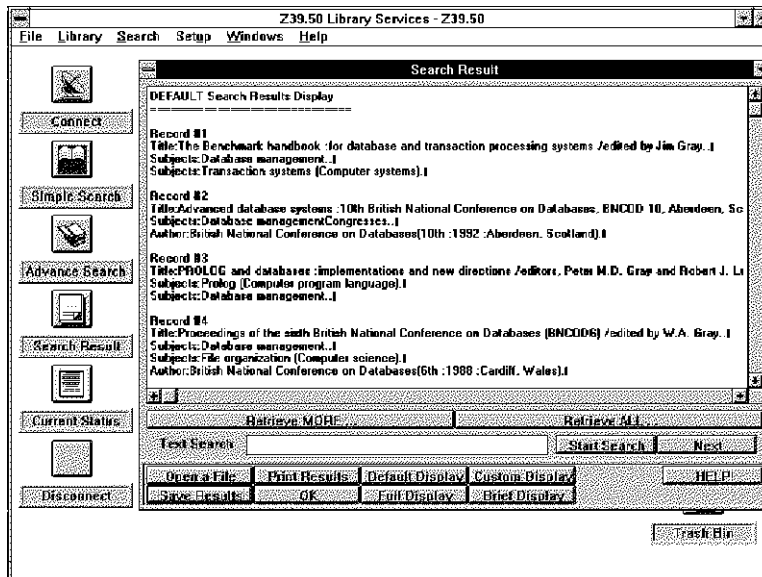 Z39.50 Library Services - Z39.50
File Library Search Setup Windows Help
Search Result
DEFAULT Search Results Display
==============================
Record #1
Title:The Benchmark handbook :for database and transaction processing systems /edited by Jim Gray..
Subjects:Database management..
Subjects:Transaction systems (Computer systems).
Record #2
Title:Advanced database systems :10th British National Conference on Databases, BNCOD 10, Aberdeen, Sc
Subjects:Database managementCongresses..
Author:British National Conference on Databases(10th :1992 :Aberdeen, Scotland).
Record #3
Title:PROLOG and databases :implementations and new directions /editors, Peter M.D. Gray and Robert J. Lu
Subjects:Prolog (Computer program language).
Subjects:Database management..
Record #4
Title:Proceedings of the sixth British National Conference on Databases (BNCOD6) /edited by W.A. Gray..
Subjects:Database management..
Subjects:File organization (Computer science).
Author:British National Conference on Databases(6th :1988 :Cardiff, Wales).
Connect
Simple Search
Advance Search
Search Result
Current Status
Disconnect
Retrieve MORE... Retrieve ALL...
Text Search Start Search Next
Open a File Print Results Default Display Custom Display HELP!
Save Results OK Full Display Brief Display
Trash Bin